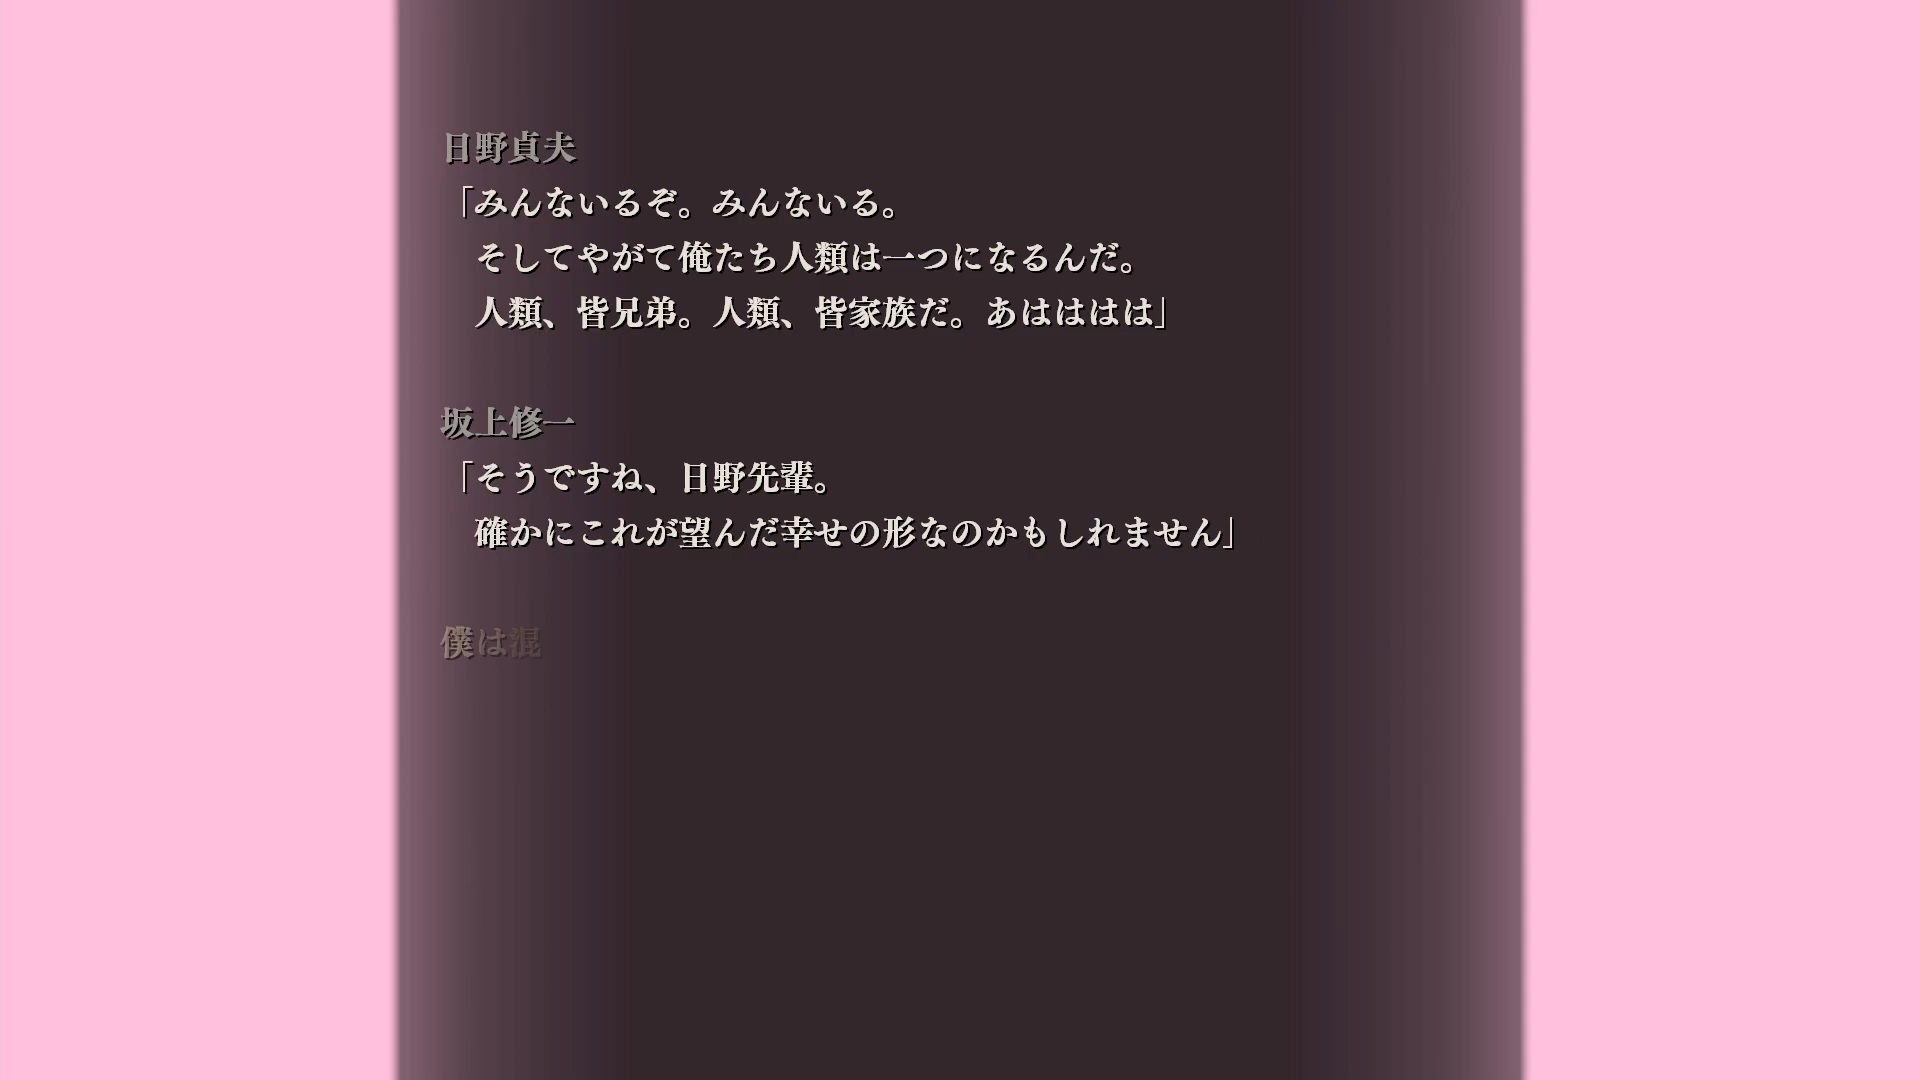 日野貞夫
「みんないるぞ。みんないる。
そしてやがて俺たち人類は一つになるんだ。
人類、皆兄弟。人類、皆家族だ。あはははは」
坂上修一
「そうですね、日野先輩。
確かにこれが望んだ幸せの形なのかもしれません」
僕は混